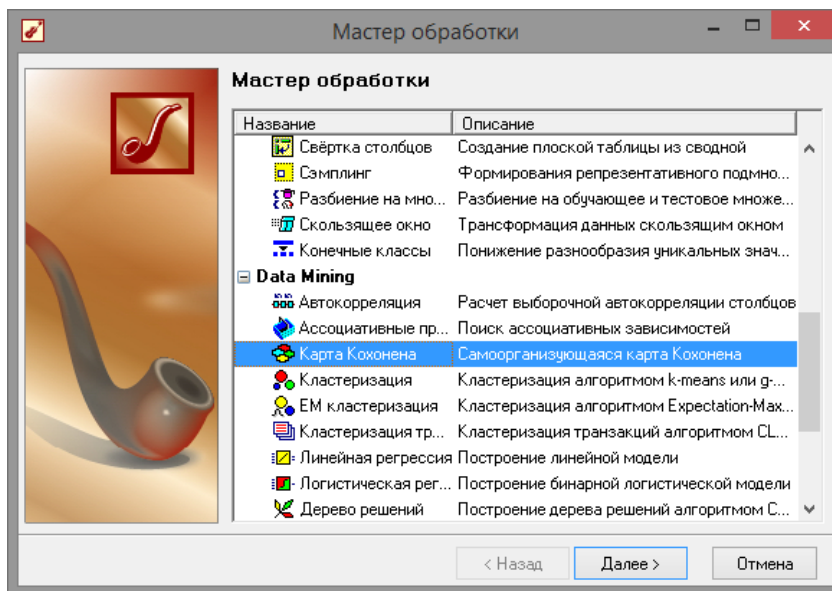 Мастер обработки
Мастер обработки
Название Описание
Свёртка столбцов Создание плоской таблицы из сводной
Сэмплинг Формирования репрезентативного подмно...
Разбиение на мно... Разбиение на обучающее и тестовое множе...
Скользящее окно Трансформация данных скользящим окном
Конечные классы Понижение разнообразия уникальных знач...
Data Mining
Автокорреляция Расчет выборочной автокорреляции столбцов
Ассоциативные пр... Поиск ассоциативных зависимостей
Карта Кохонена Самоорганизующаяся карта Кохонена
Кластеризация Кластеризация алгоритмом k-means или g-...
EM кластеризация Кластеризация алгоритмом Expectation-Max...
Кластеризация тр... Кластеризация транзакций алгоритмом CL...
Линейная регрессия Построение линейной модели
Логистическая рег... Построение бинарной логистической модели
Дерево решений Построение дерева решений алгоритмом C...
< Назад Далее > Отмена